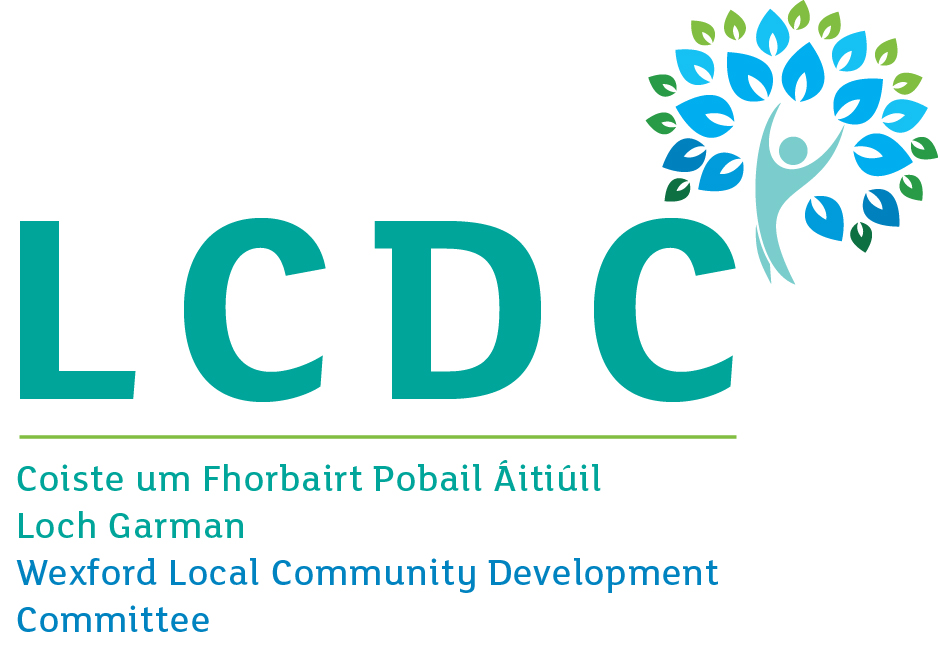 LCDC
Coiste um Fhorbairt Pobail Áitiúil
Loch Garman
Wexford Local Community Development
Committee